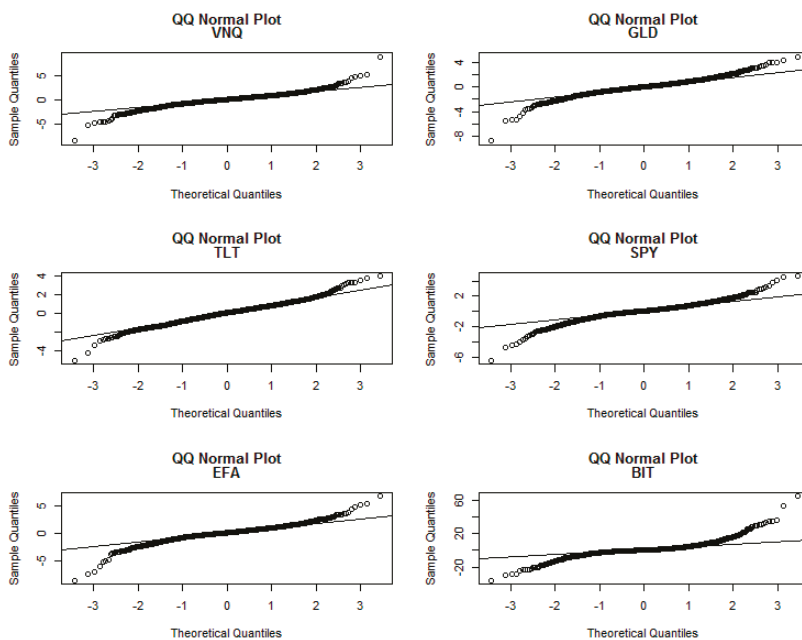 QQ Normal Plot
VNQ
Sample Quantiles
5
0
-5
-3 -2 -1 0 1 2 3
Theoretical Quantiles
QQ Normal Plot
GLD
Sample Quantiles
4
0
-4
-8
-3 -2 -1 0 1 2 3
Theoretical Quantiles
QQ Normal Plot
TLT
Sample Quantiles
4
2
0
-4
-3 -2 -1 0 1 2 3
Theoretical Quantiles
QQ Normal Plot
SPY
Sample Quantiles
2
-2
-6
-3 -2 -1 0 1 2 3
Theoretical Quantiles
QQ Normal Plot
EFA
Sample Quantiles
5
0
-5
-3 -2 -1 0 1 2 3
Theoretical Quantiles
QQ Normal Plot
BIT
Sample Quantiles
60
20
-20
-3 -2 -1 0 1 2 3
Theoretical Quantiles